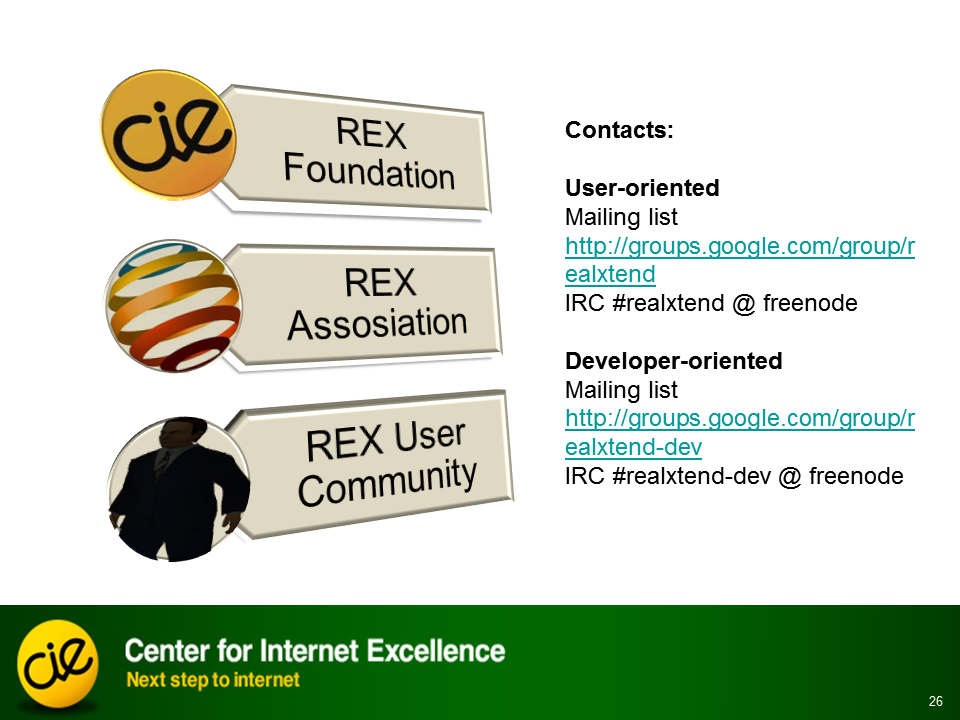 cie
REX
Foundation
REX
Assosiation
REX User
Community
Contacts:
User-oriented
Mailing list
http://groups.google.com/group/r
ealxtend
IRC #realxtend @ freenode
Developer-oriented
Mailing list
http://groups.google.com/group/r
ealxtend-dev
IRC #realxtend-dev @ freenode
cie
Center for Internet Excellence
Next step to internet
26